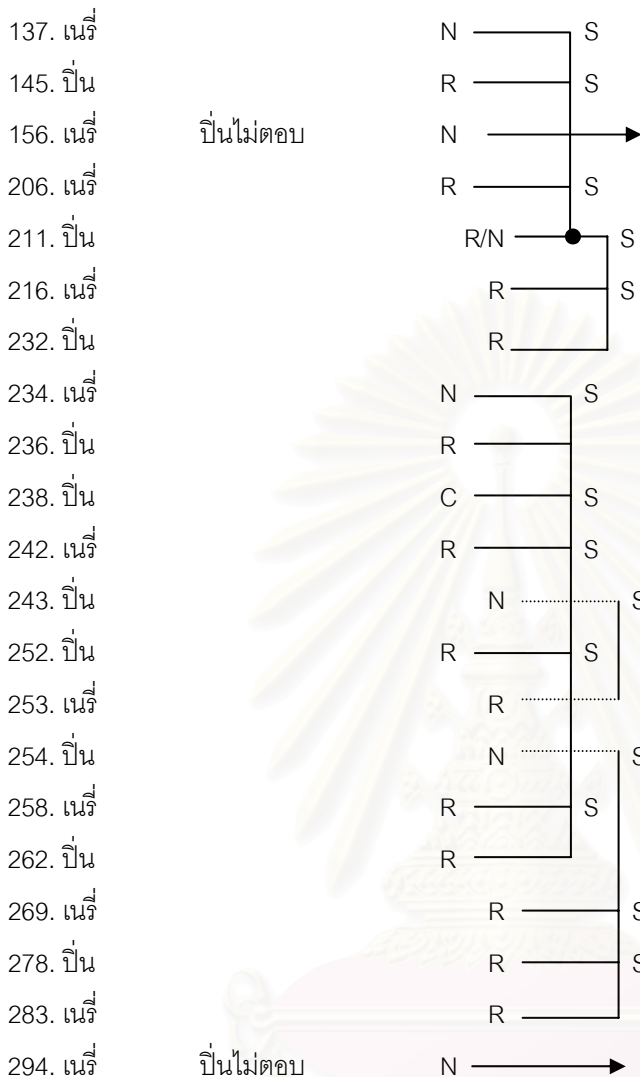 137. เนรี่ N S
145. ปิ่น R S
156. เนรี่ ปิ่นไม่ตอบ N
206. เนรี่ R S
211. ปิ่น R/N S
216. เนรี่ R S
232. ปิ่น R
234. เนรี่ N S
236. ปิ่น R
238. ปิ่น C S
242. เนรี่ R S
243. ปิ่น N S
252. ปิ่น R S
253. เนรี่ R
254. ปิ่น N S
258. เนรี่ R S
262. ปิ่น R
269. เนรี่ R S
278. ปิ่น R S
283. เนรี่ R
294. เนรี่ ปิ่นไม่ตอบ N